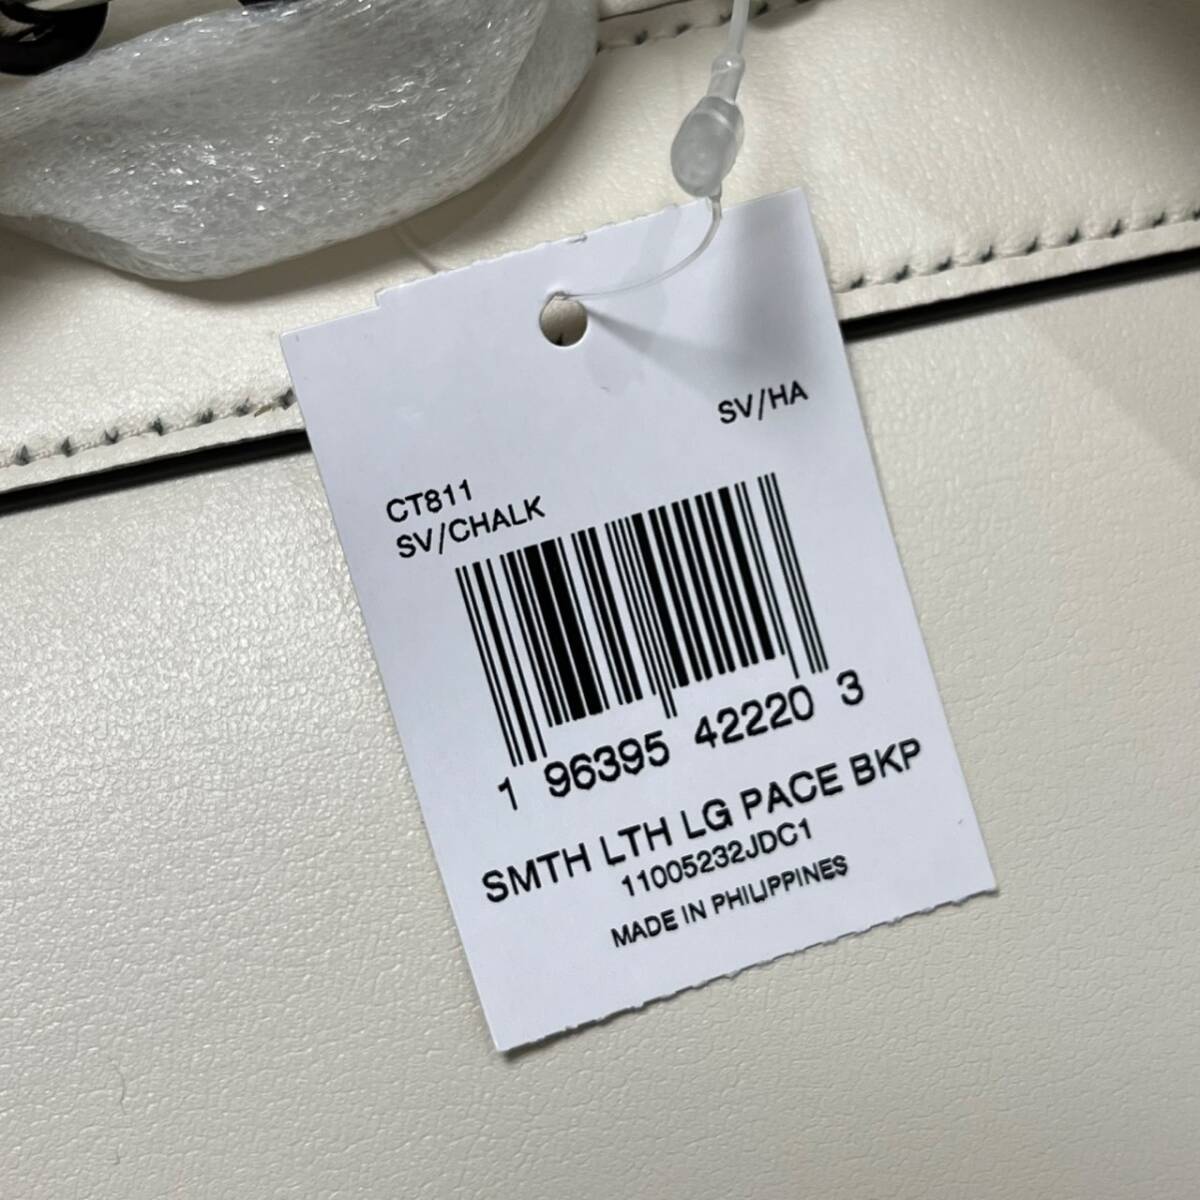 SV/HA
CT811
SV/CHALK
1 96395 42220 3
SMTH LTH LG PACE BKP
11005232JDC1
MADE IN PHILIPPINES